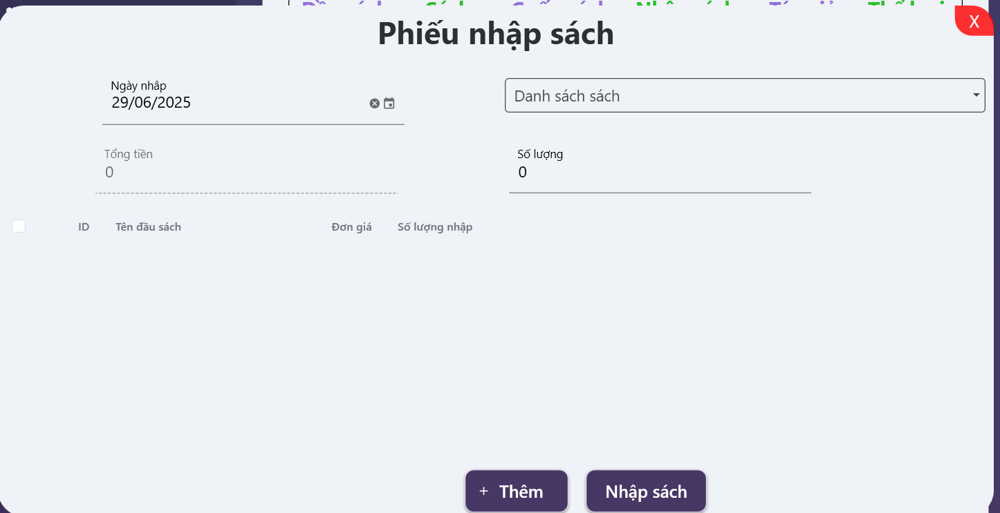 X
Phiếu nhập sách
Ngày nhâp
29/06/2025
Danh sách sách
Tổng tiền
0
Số lượng
0
ID Tên đầu sách Đơn giá Số lượng nhập
+ Thêm
Nhập sách